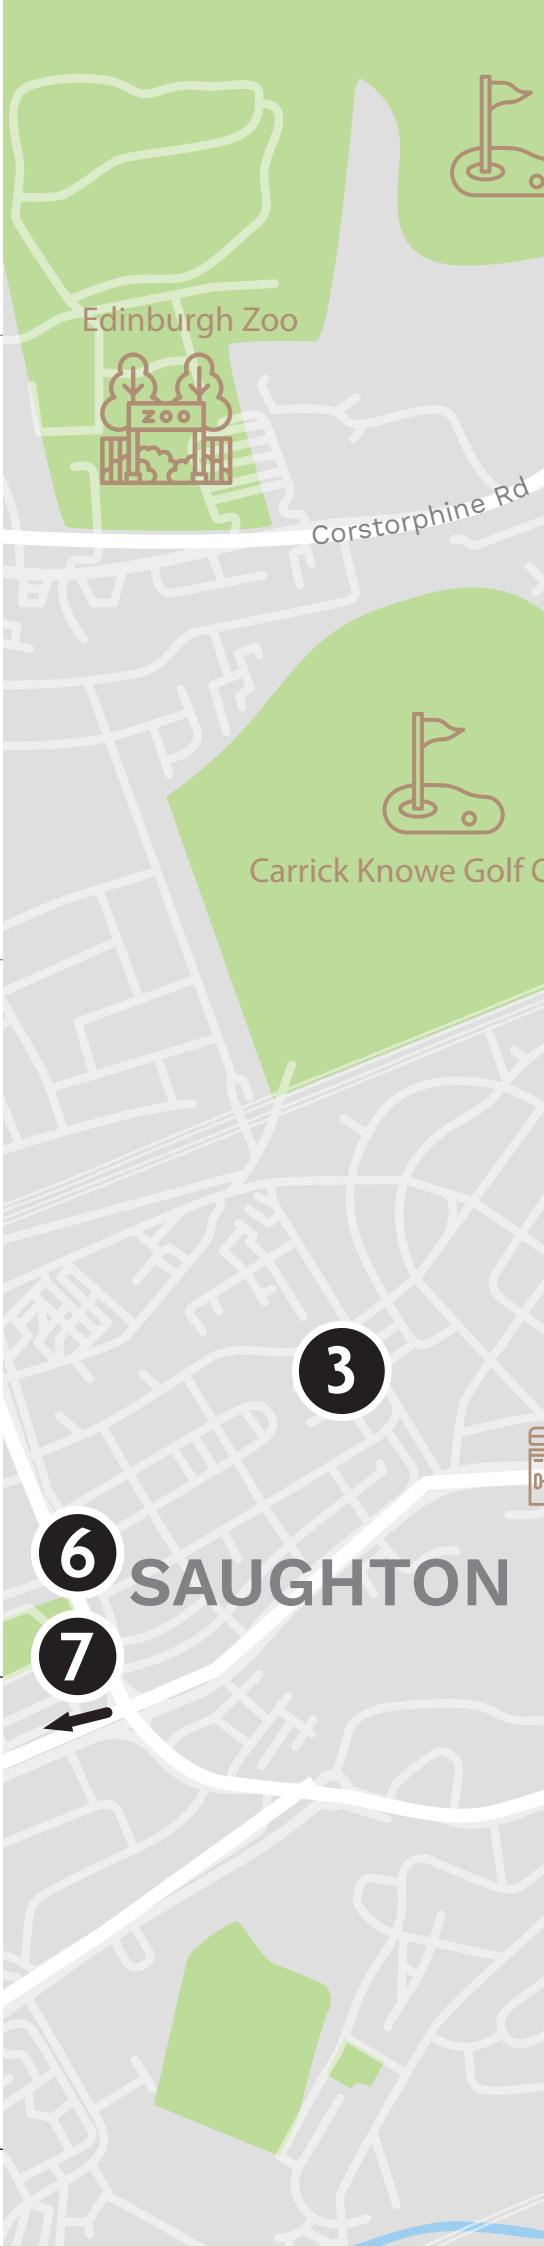 Edinburgh Zoo
ZOO
Corstorphine Rd
Carrick Knowe Golf
3
6
SAUGHTON
7